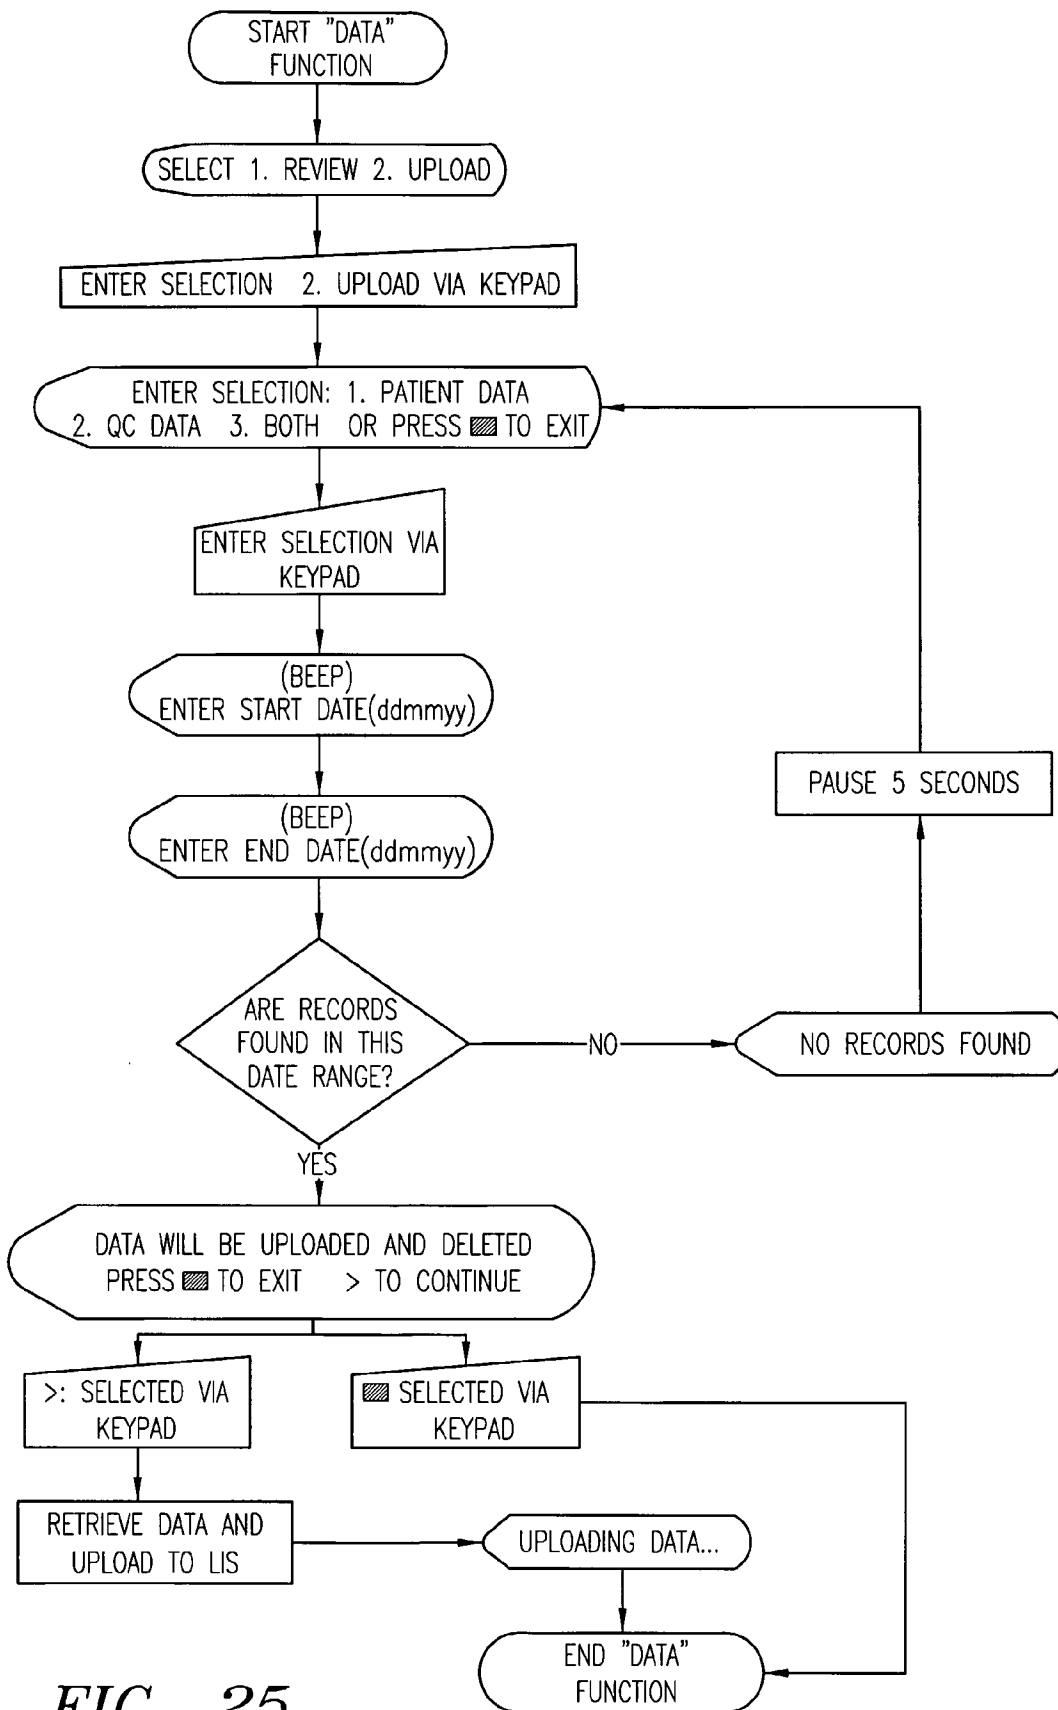 START "DATA"
FUNCTION
SELECT 1. REVIEW 2. UPLOAD
ENTER SELECTION 2. UPLOAD VIA KEYPAD
ENTER SELECTION: 1. PATIENT DATA
2. QC DATA 3. BOTH OR PRESS ▨ TO EXIT
ENTER SELECTION VIA
KEYPAD
(BEEP)
ENTER START DATE(ddmmyy)
(BEEP)
ENTER END DATE(ddmmyy)
PAUSE 5 SECONDS
ARE RECORDS
FOUND IN THIS
DATE RANGE?
NO
NO RECORDS FOUND
YES
DATA WILL BE UPLOADED AND DELETED
PRESS ▨ TO EXIT > TO CONTINUE
>: SELECTED VIA
KEYPAD
▨ SELECTED VIA
KEYPAD
RETRIEVE DATA AND
UPLOAD TO LIS
UPLOADING DATA...
END "DATA"
FUNCTION
FIG. 25